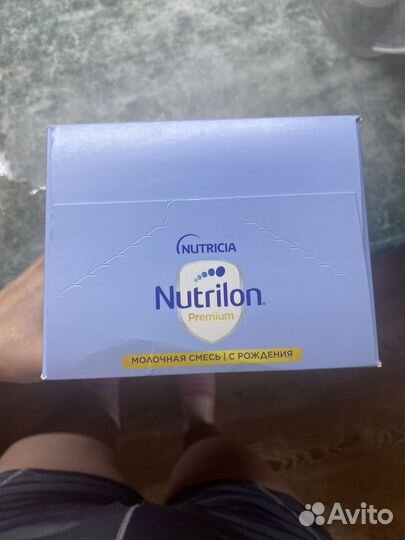 NUTRICIA
Nutrilon
Premium
МОЛОЧНАЯ СМЕСЬ | С РОЖДЕНИЯ
Avito